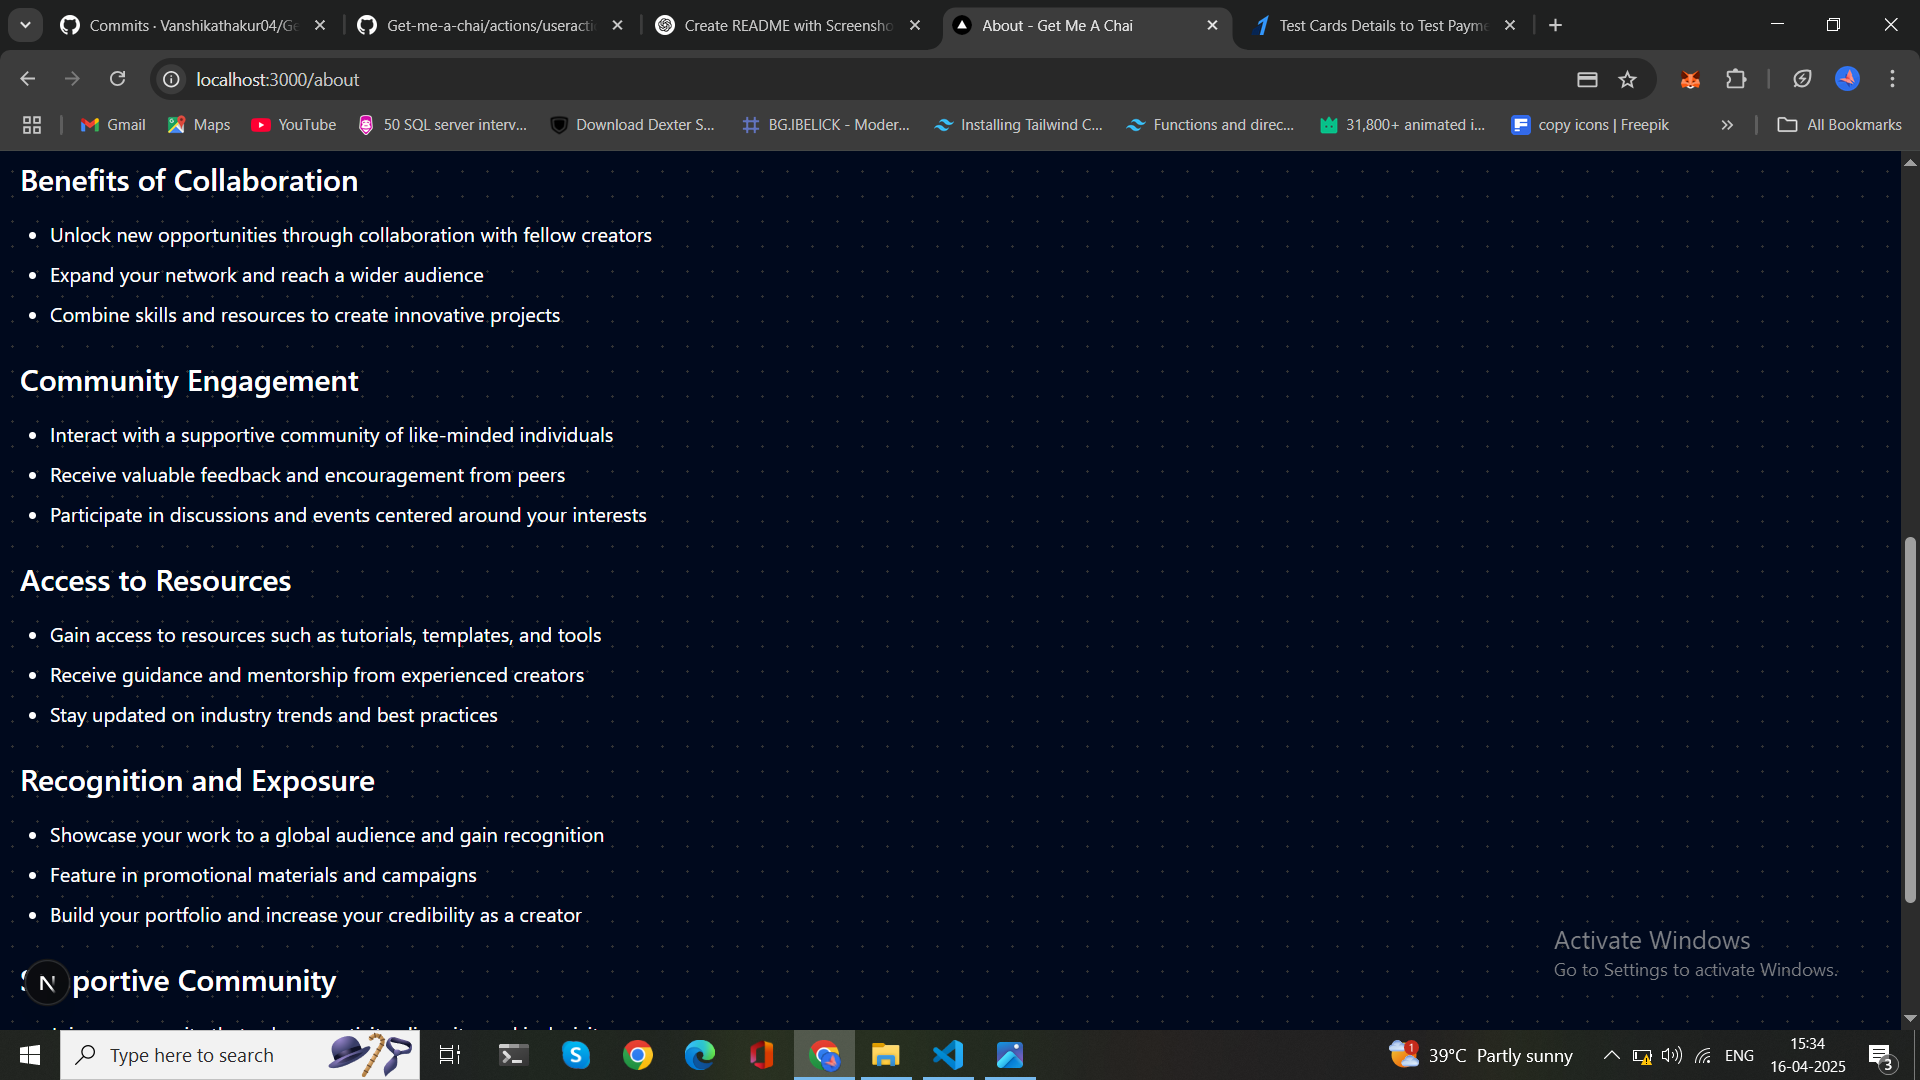 Commits · Vanshikathakur04/Ge
Get-me-a-chai/actions/useracti
Create README with Screensho
About - Get Me A Chai
Test Cards Details to Test Payme
localhost:3000/about
Gmail
Maps
YouTube
50 SQL server interv...
Download Dexter S...
BG.IBELICK - Moder...
Installing Tailwind C...
Functions and direc...
31,800+ animated i...
copy icons | Freepik
All Bookmarks
Benefits of Collaboration
• Unlock new opportunities through collaboration with fellow creators
• Expand your network and reach a wider audience
• Combine skills and resources to create innovative projects
Community Engagement
• Interact with a supportive community of like-minded individuals
• Receive valuable feedback and encouragement from peers
• Participate in discussions and events centered around your interests
Access to Resources
• Gain access to resources such as tutorials, templates, and tools
• Receive guidance and mentorship from experienced creators
• Stay updated on industry trends and best practices
Recognition and Exposure
• Showcase your work to a global audience and gain recognition
• Feature in promotional materials and campaigns
• Build your portfolio and increase your credibility as a creator
Activate Windows
Go to Settings to activate Windows.
N
portive Community
Type here to search
1
39°C Partly sunny
ENG
15:34
16-04-2025
3